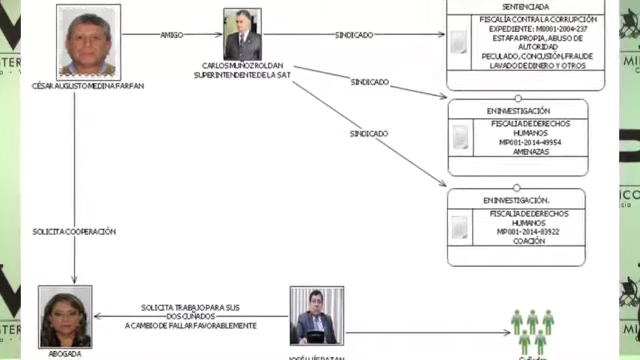 SENTENCIADA
FISCALÍA CONTRA LA CORRUPCIÓN
EXPEDIENTE: M0001-2004-237
ESTAFA PROPIA, ABUSO DE
AUTORIDAD
PECULADO, CONCUSIÓN, FRAUDE
LAVADO DE DINERO Y OTROS
AMIGO
SINDICADO
CARLOS MUÑOZ ROLDAN
SUPERINTENDENTE DE LA SAT
CÉSAR AUGUSTO MEDINA FARFAN
SINDICADO
EN INVESTIGACIÓN
FISCALÍA DE DERECHOS
HUMANOS
MP001-2014-49954
AMENAZAS
SINDICADO
EN INVESTIGACIÓN.
FISCALÍA DE DERECHOS
HUMANOS
MP001-2014-83922
COACIÓN
SOLICITA COOPERACIÓN
SOLICITA TRABAJO PARA SUS
DOS CUÑADOS
A CAMBIO DE FALLAR FAVORABLEMENTE
ABOGADA